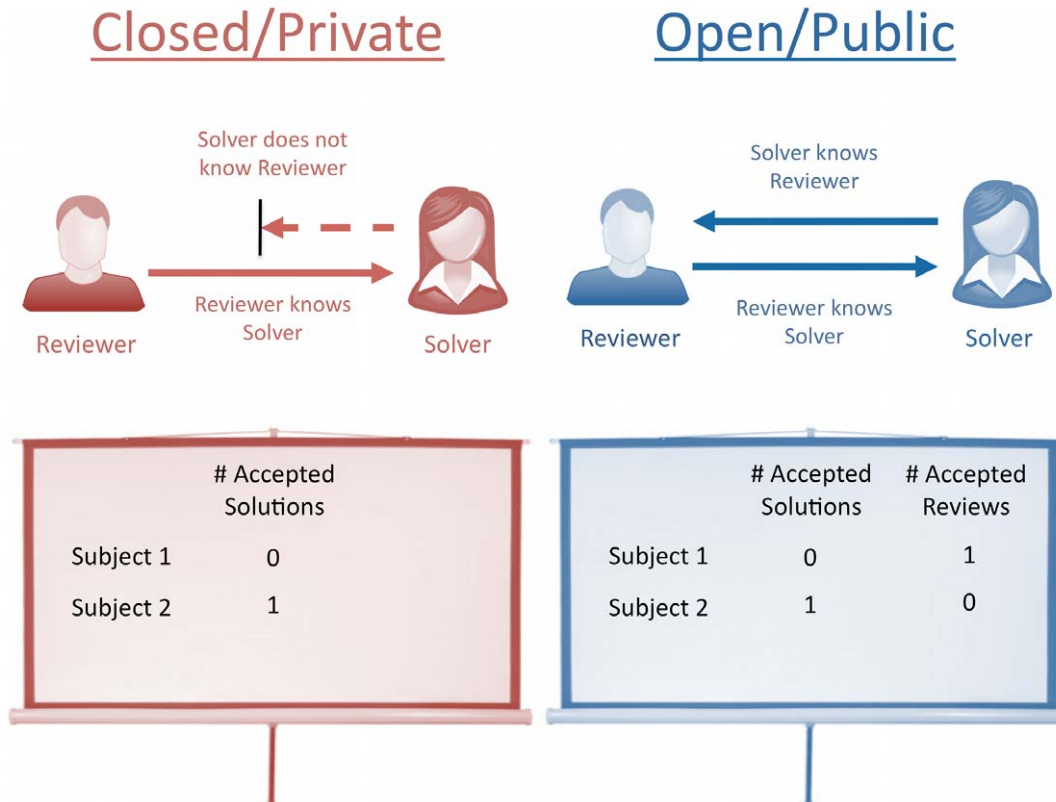 Closed/Private
Solver does not
know Reviewer
Reviewer knows
Solver
Reviewer
Solver
# Accepted
Solutions
Subject 1 0
Subject 2 1
Open/Public
Solver knows
Reviewer
Reviewer knows
Solver
Reviewer
Solver
# Accepted
Solutions
# Accepted
Reviews
Subject 1 0 1
Subject 2 1 0